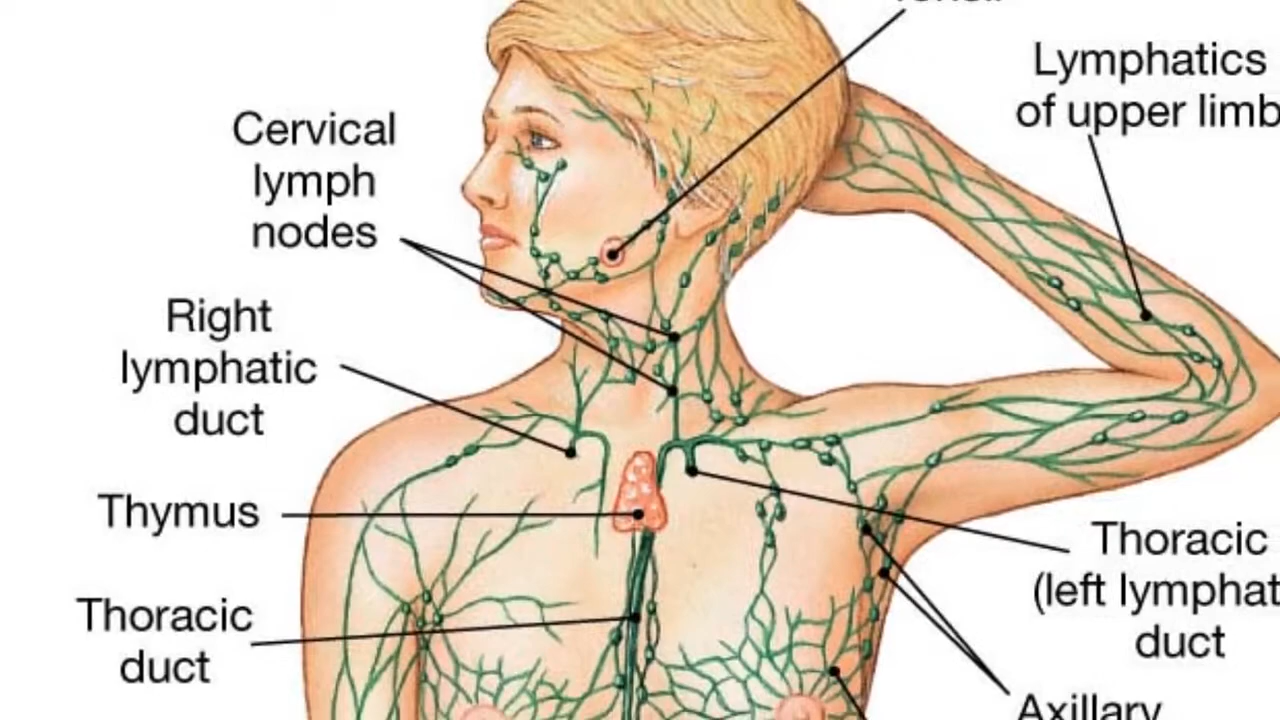 Lymphatics
of upper limb
Cervical
lymph
nodes
Right
lymphatic
duct
Thymus
Thoracic
duct
Thoracic
(left lymphat
duct
Axillary